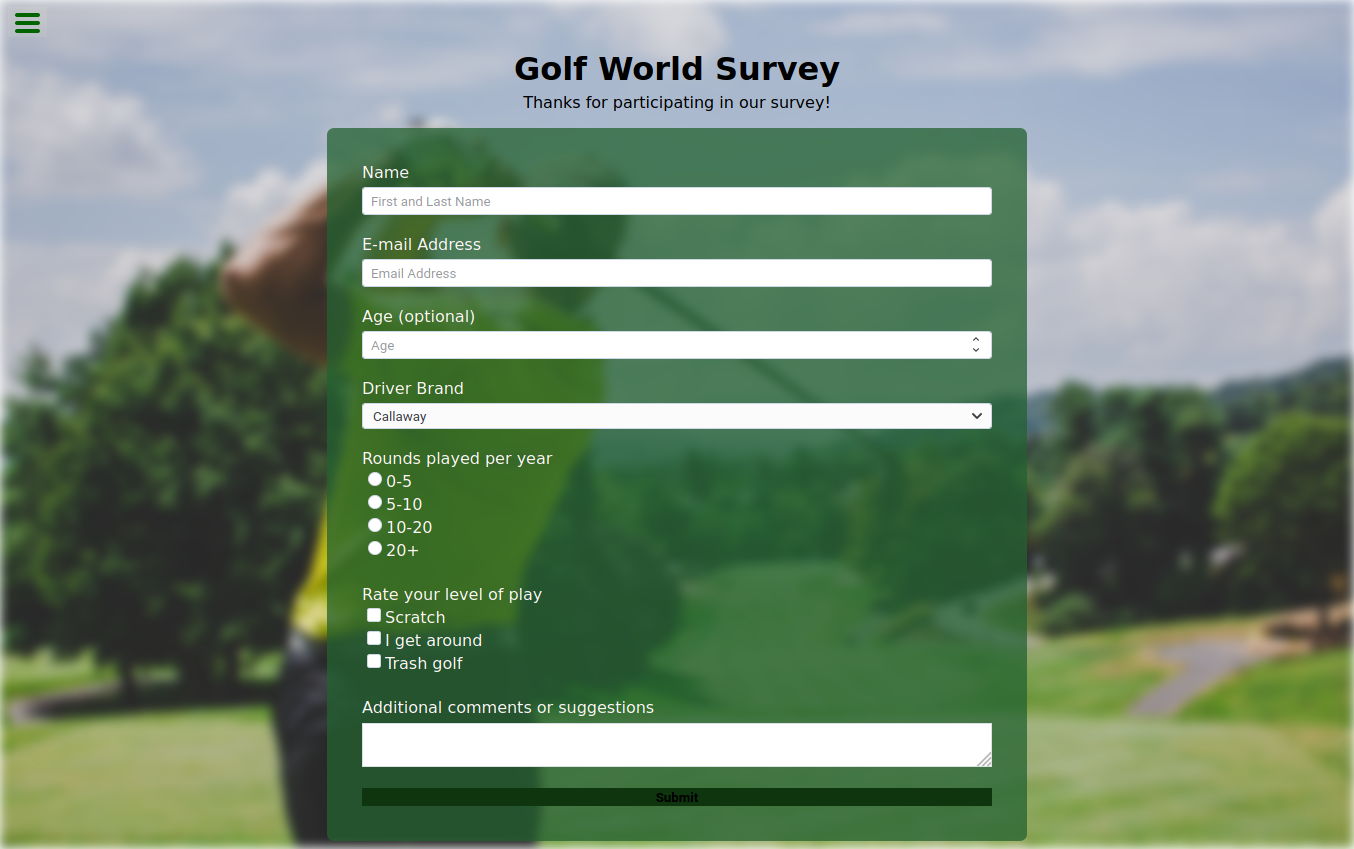 Golf World Survey
Thanks for participating in our survey!
Name
First and Last Name
E-mail Address
Email Address
Age (optional)
Age
Driver Brand
Callaway
Rounds played per year
0-5
5-10
10-20
20+
Rate your level of play
Scratch
I get around
Trash golf
Additional comments or suggestions
Submit